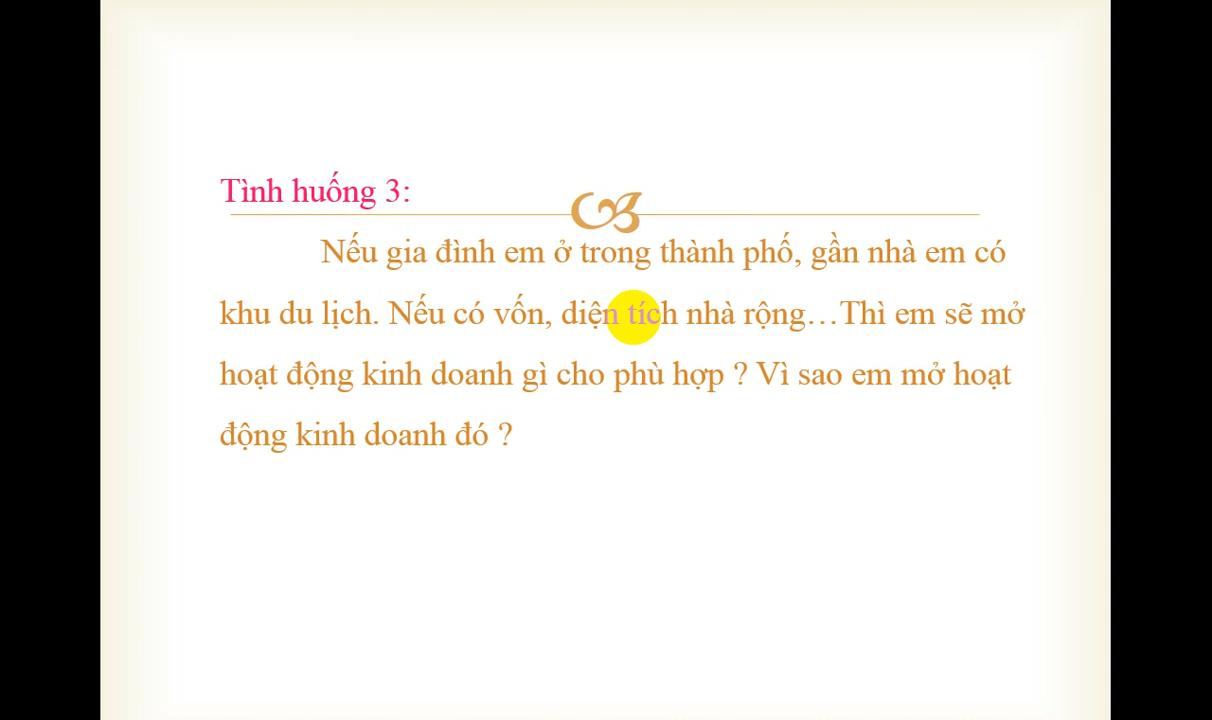 Tình huống 3:
Nếu gia đình em ở trong thành phố, gần nhà em có
khu du lịch. Nếu có vốn, diện tích nhà rộng…Thì em sẽ mở
hoạt động kinh doanh gì cho phù hợp ? Vì sao em mở hoạt
động kinh doanh đó ?